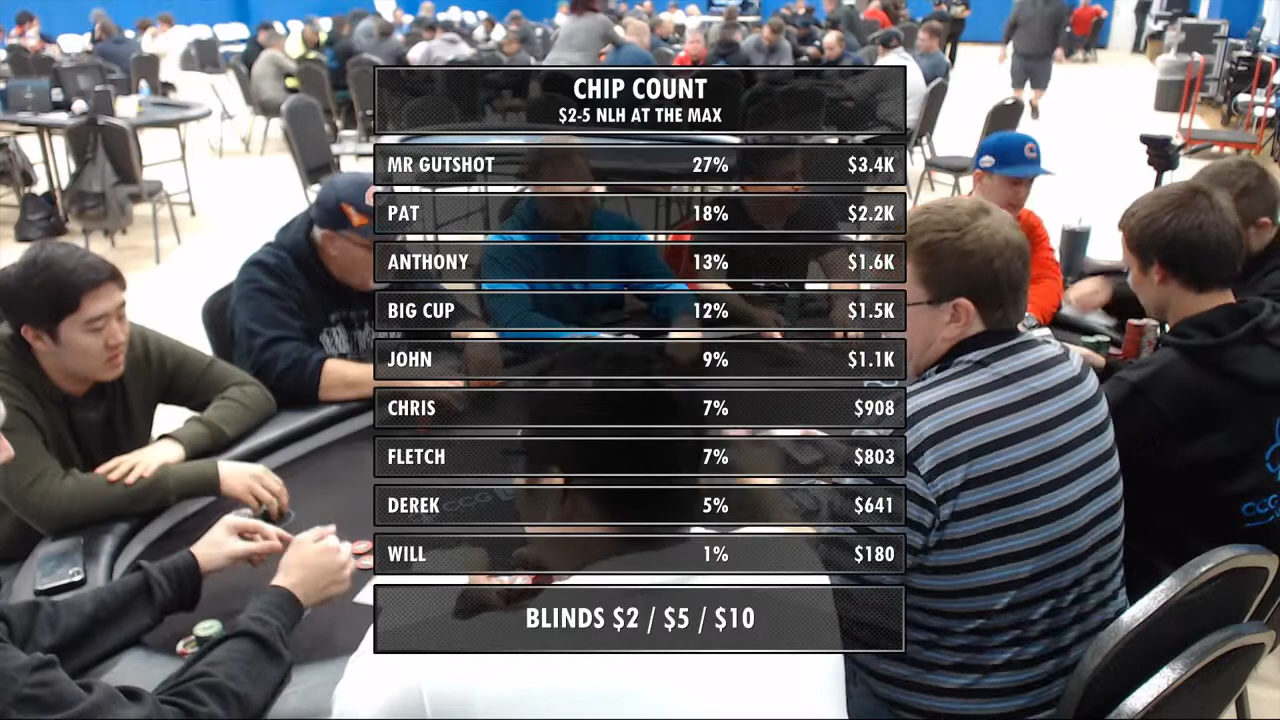 CHIP COUNT
$2-5 NLH AT THE MAX
MR GUTSHOT 27% $3.4K
PAT 18% $2.2K
ANTHONY 13% $1.6K
BIG CUP 12% $1.5K
JOHN 9% $1.1K
CHRIS 7% $908
FLETCH 7% $803
DEREK 5% $641
WILL 1% $180
BLINDS $2 / $5 / $10